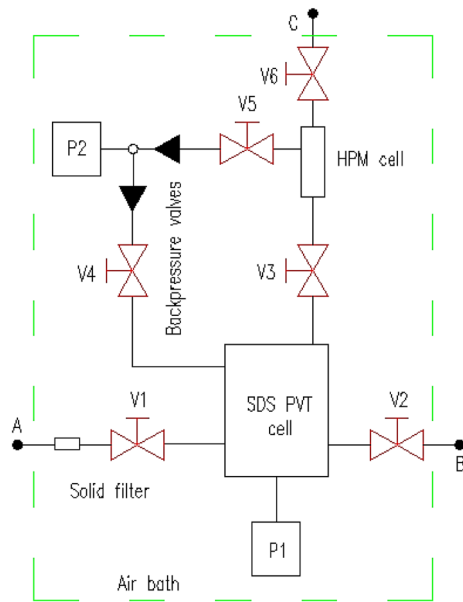 C
V6
V5
P2
HPM cell
Backpressure valves
V4
V3
SDS PVT
cell
V1
V2
A
B
Solid filter
P1
Air bath